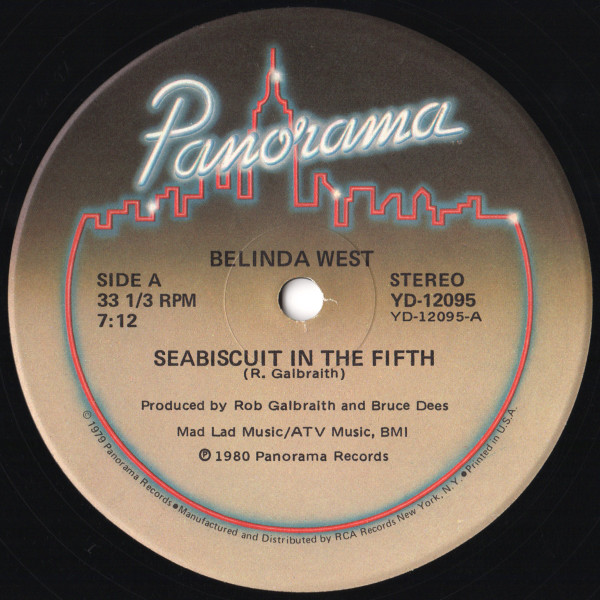 Panorama
BELINDA WEST
SIDE A
33 1/3 RPM
7:12
STEREO
YD-12095
YD-12095-A
SEABISCUIT IN THE FIFTH
(R. Galbraith)
Produced by Rob Galbraith and Bruce Dees
Mad Lad Music/ATV Music, BMI
℗ 1980 Panorama Records
© 1979 Panorama Records • Manufactured and Distributed by RCA Records New York, N.Y. • Printed in U.S.A.